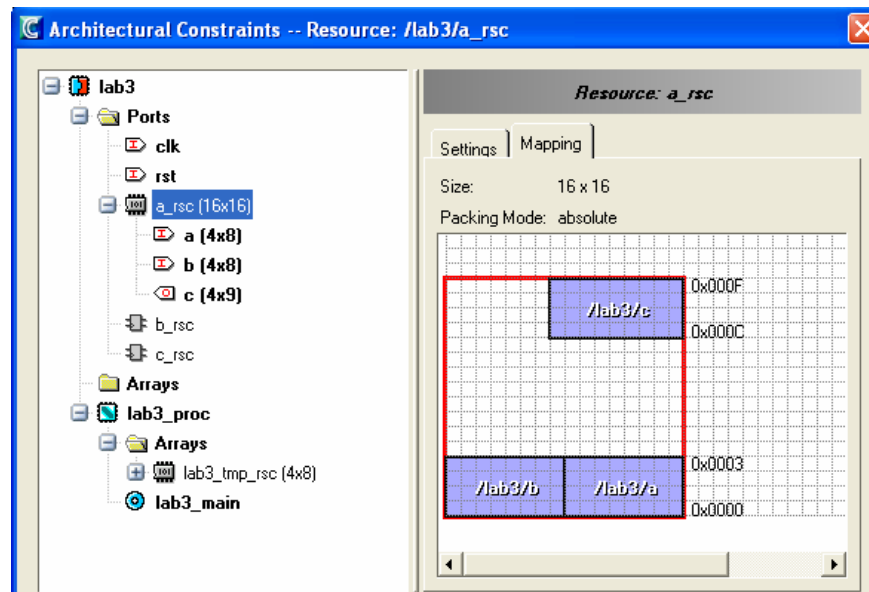 Architectural Constraints -- Resource: /lab3/a_rsc
lab3
Ports
clk
rst
a_rsc (16x16)
a (4x8)
b (4x8)
c (4x9)
b_rsc
c_rsc
Arrays
lab3_proc
Arrays
lab3_tmp_rsc (4x8)
lab3_main
Resource: a_rsc
Settings
Mapping
Size: 16 x 16
Packing Mode: absolute
0x000F
/lab3/c
0x000C
0x0003
/lab3/b
/lab3/a
0x0000